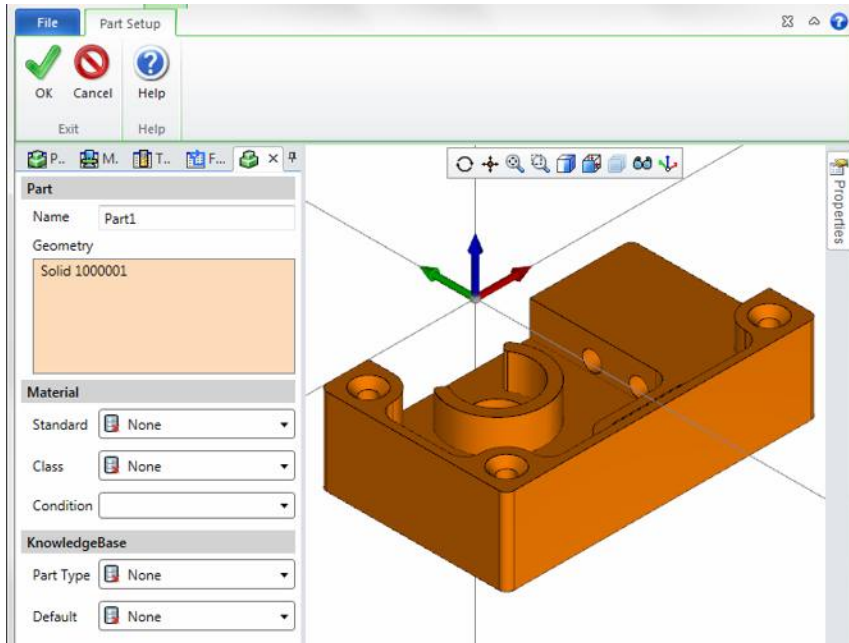 File Part Setup
OK Cancel Help
Exit Help
P.. M. T.. F...
Part
Name Part1
Geometry
Solid 1000001
Material
Standard None
Class None
Condition
KnowledgeBase
Part Type None
Default None
Properties